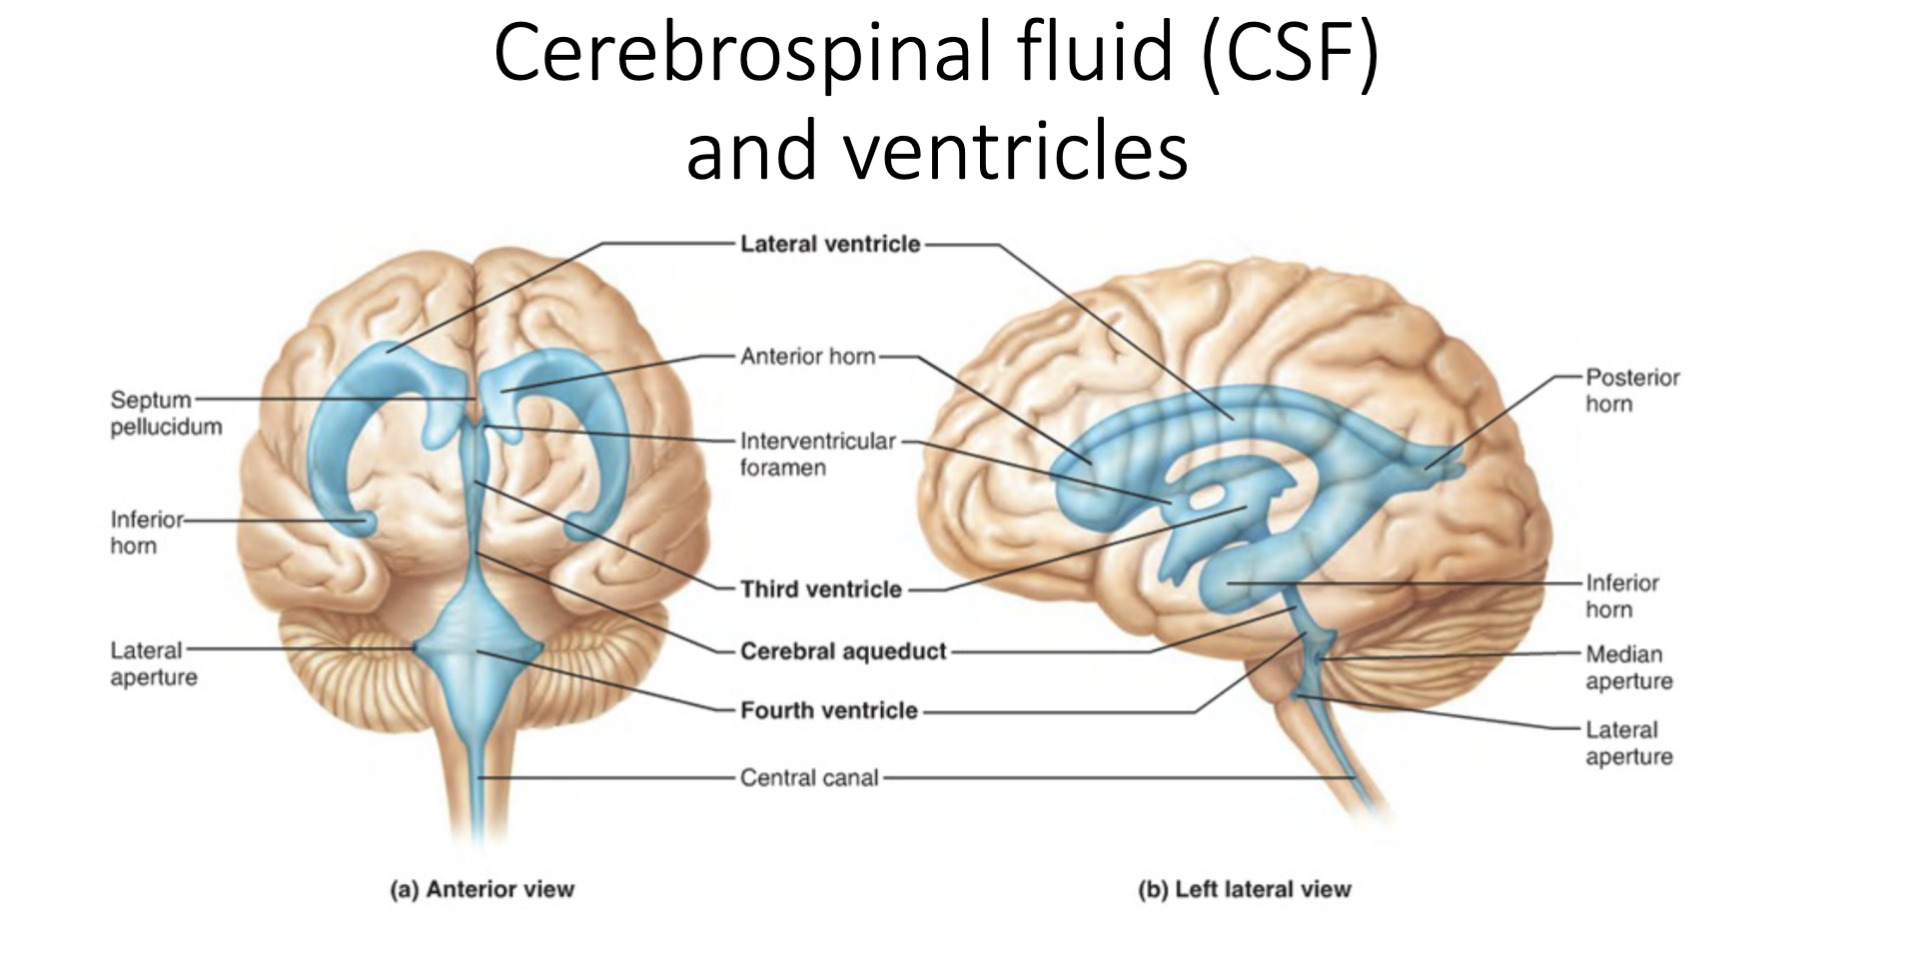 Cerebrospinal fluid (CSF)
and ventricles
Lateral ventricle
Anterior horn
Posterior
horn
Septum
pellucidum
Interventricular
foramen
Inferior
horn
Third ventricle
Inferior
horn
Lateral
aperture
Cerebral aqueduct
Median
aperture
Fourth ventricle
Lateral
aperture
Central canal
(a) Anterior view
(b) Left lateral view